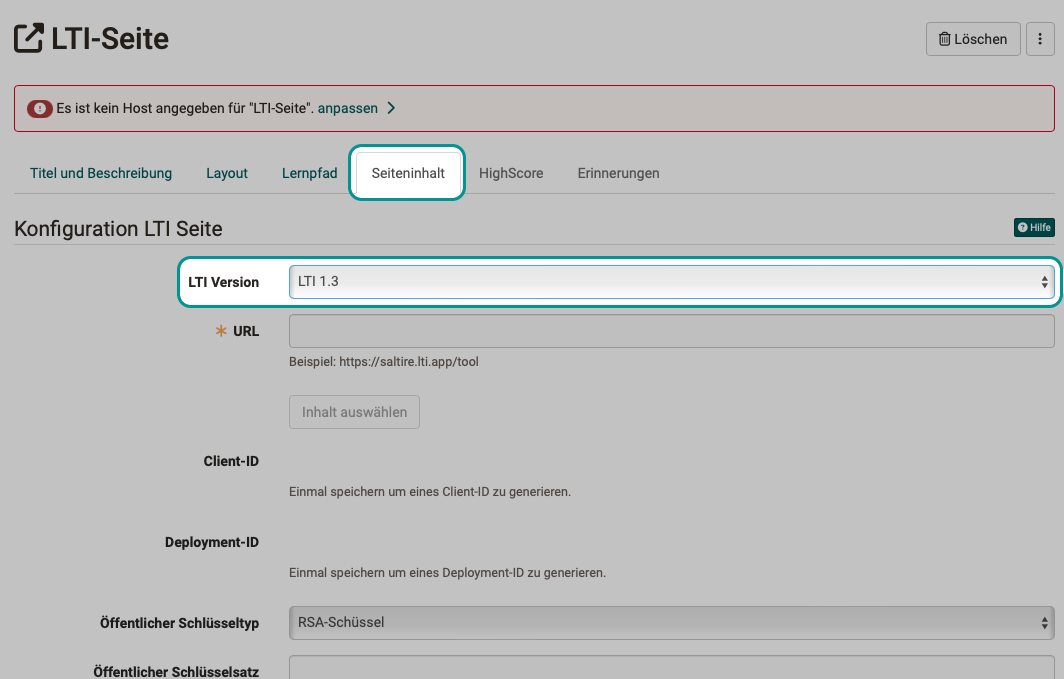 LTI-Seite
Löschen
Es ist kein Host angegeben für "LTI-Seite". anpassen
Titel und Beschreibung Layout Lernpfad Seiteninhalt HighScore Erinnerungen
Konfiguration LTI Seite
Hilfe
LTI Version LTI 1.3
URL
Beispiel: https://saltire.lti.app/tool
Inhalt auswählen
Client-ID
Einmal speichern um eines Client-ID zu generieren.
Deployment-ID
Einmal speichern um eines Deployment-ID zu generieren.
Öffentlicher Schlüsseltyp RSA-Schüssel
Öffentlicher Schlüsselsatz